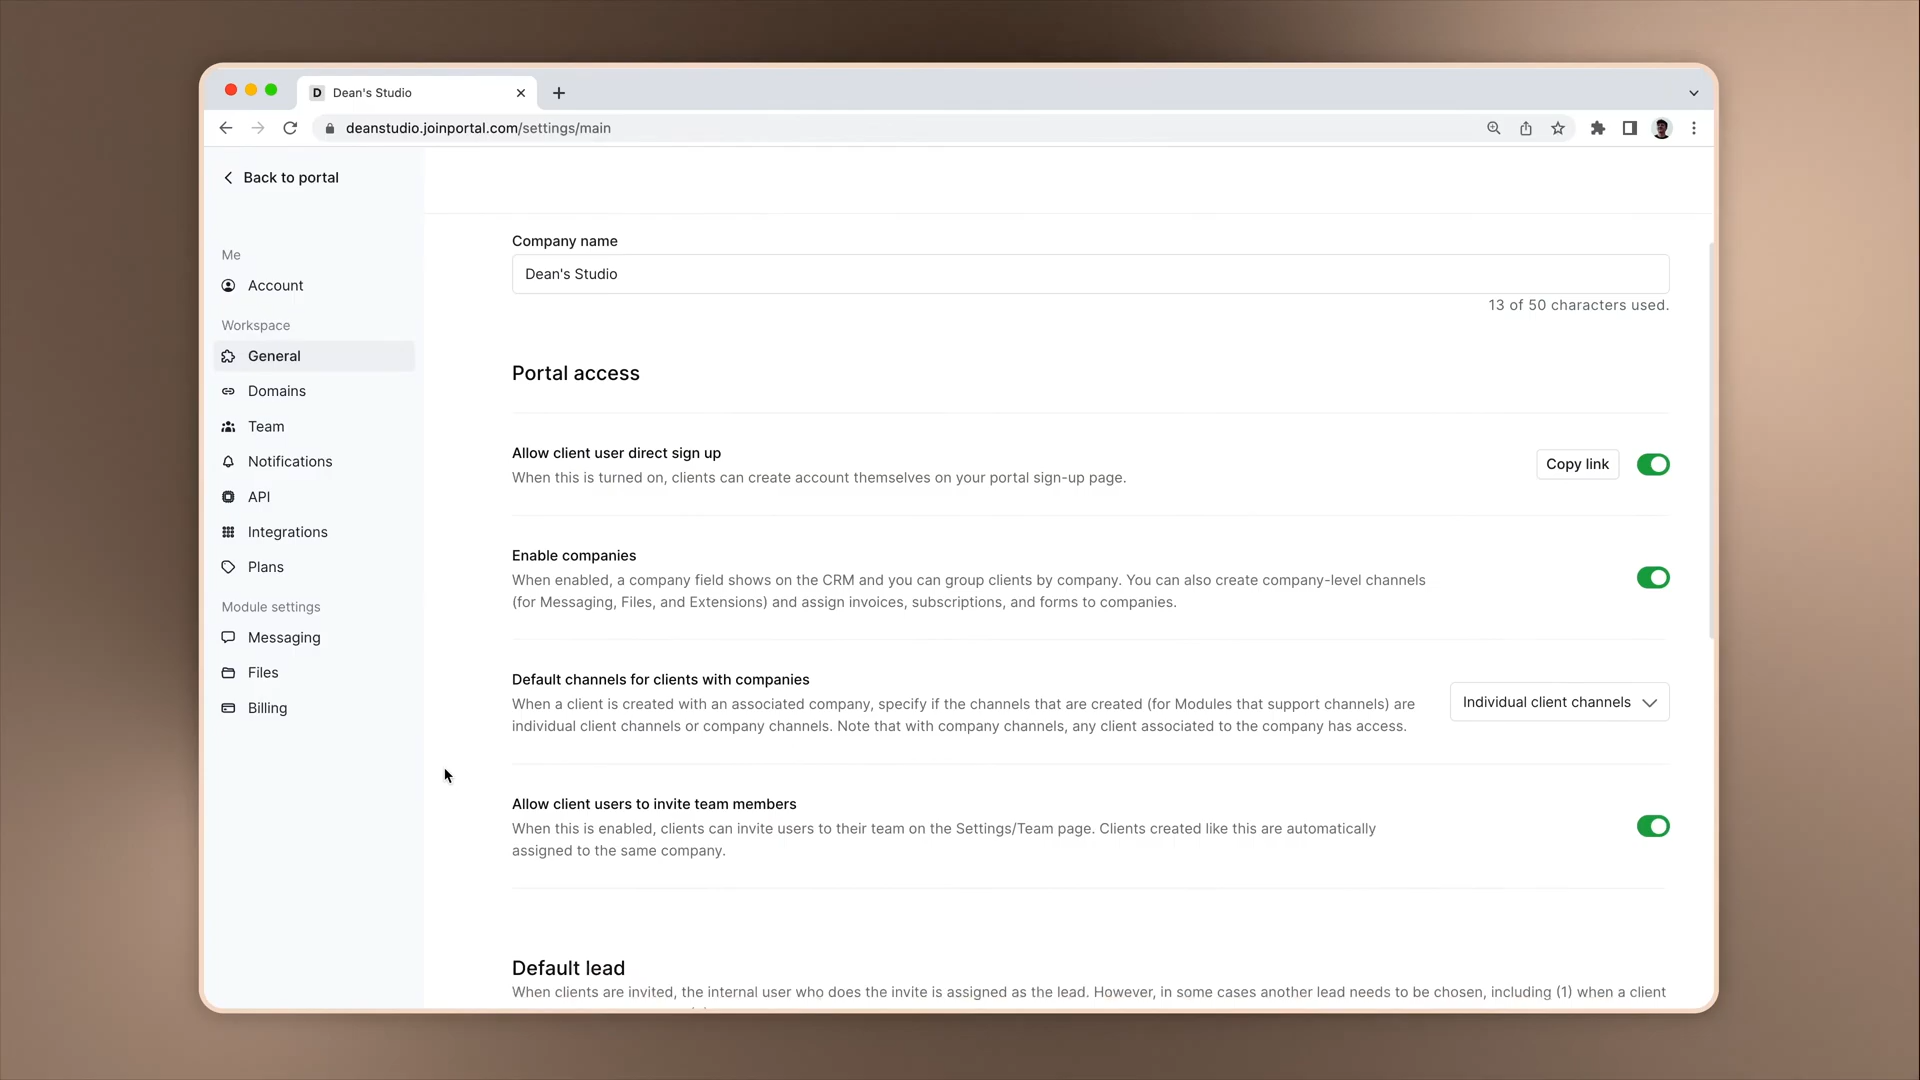 D Dean's Studio
deanstudio.joinportal.com/settings/main
Back to portal
Me
Account
Workspace
General
Domains
Team
Notifications
API
Integrations
Plans
Module settings
Messaging
Files
Billing
Company name
Dean's Studio
13 of 50 characters used.
Portal access
Allow client user direct sign up
When this is turned on, clients can create account themselves on your portal sign-up page.
Copy link
Enable companies
When enabled, a company field shows on the CRM and you can group clients by company. You can also create company-level channels
(for Messaging, Files, and Extensions) and assign invoices, subscriptions, and forms to companies.
Default channels for clients with companies
When a client is created with an associated company, specify if the channels that are created (for Modules that support channels) are
individual client channels or company channels. Note that with company channels, any client associated to the company has access.
Individual client channels
Allow client users to invite team members
When this is enabled, clients can invite users to their team on the Settings/Team page. Clients created like this are automatically
assigned to the same company.
Default lead
When clients are invited, the internal user who does the invite is assigned as the lead. However, in some cases another lead needs to be chosen, including (1) when a client